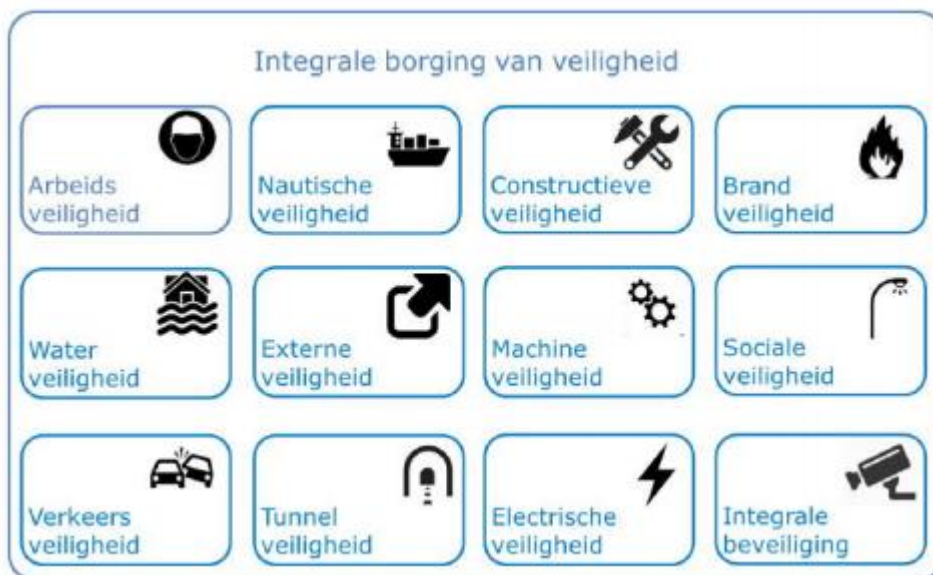 Integrale borging van veiligheid
Arbeids
veiligheid
Nautische
veiligheid
Constructieve
veiligheid
Brand
veiligheid
Water
veiligheid
Externe
veiligheid
Machine
veiligheid
Sociale
veiligheid
Verkeers
veiligheid
Tunnel
veiligheid
Electrische
veiligheid
Integrale
beveiliging